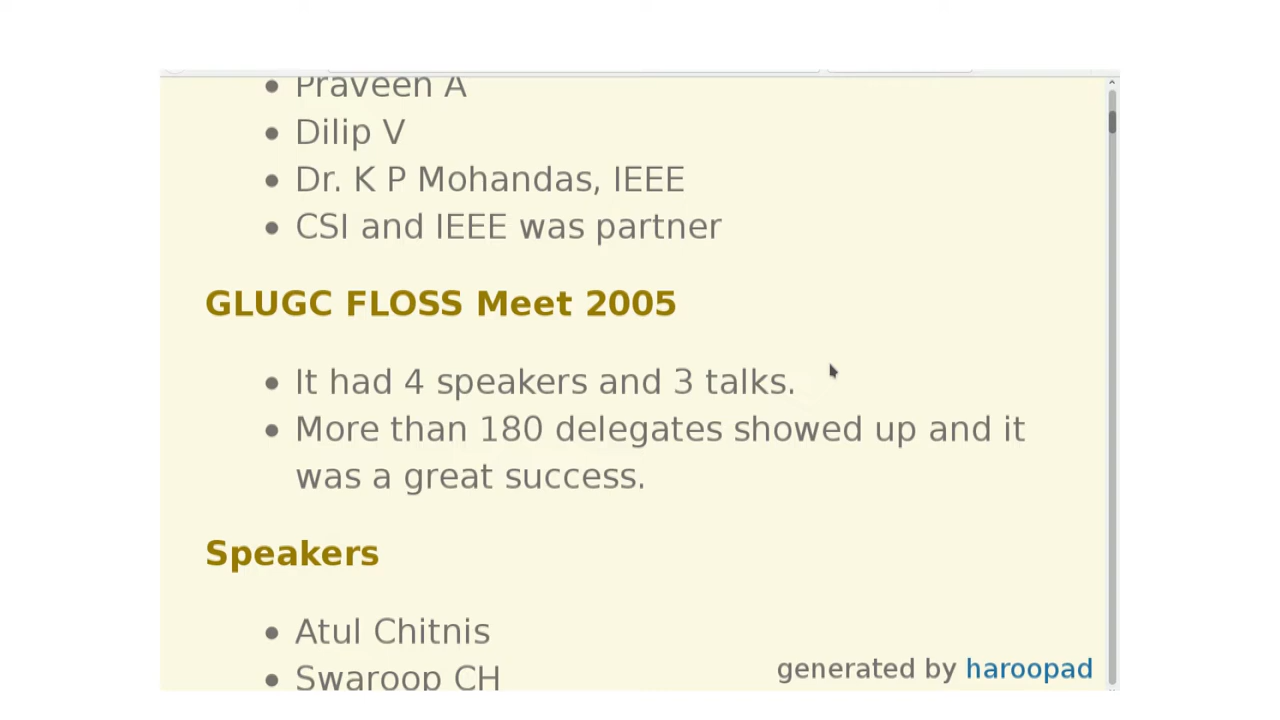 Praveen A
Dilip V
Dr. K P Mohandas, IEEE
CSI and IEEE was partner
GLUGC FLOSS Meet 2005
It had 4 speakers and 3 talks.
More than 180 delegates showed up and it
was a great success.
Speakers
Atul Chitnis
Swaroop CH
generated by haroopad